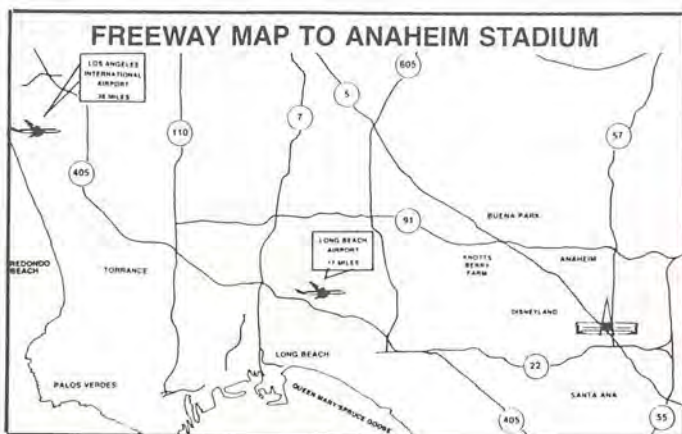 FREEWAY MAP TO ANAHEIM STADIUM
LOS ANGELES
INTERNATIONAL
AIRPORT
605
5
7
110
57
405
91
BUENA PARK
LONG BEACH
AIRPORT
17 MILES
REDONDO
BEACH
TORRANCE
KNOTTS
BERRY
FARM
ANAHEIM
DISNEYLAND
LONG BEACH
22
PALOS VERDES
QUEEN MARY/SPRUCE GOOSE
SANTA ANA
405
55